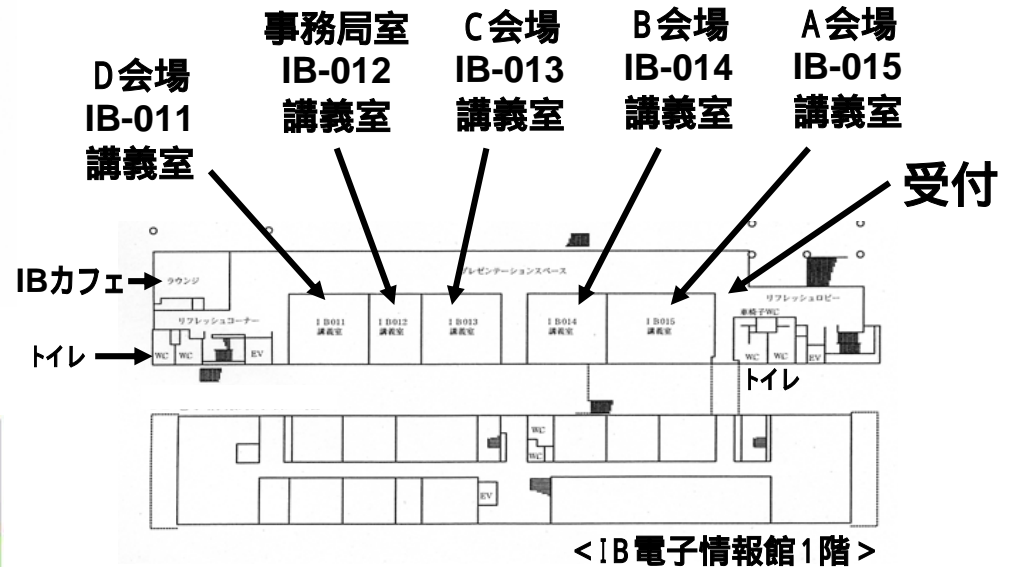 D会場
IB-011
講義室
事務局室
IB-012
講義室
C会場
IB-013
講義室
B会場
IB-014
講義室
A会場
IB-015
講義室
受付
プレゼンテーションスペース
IBカフェ
ラウンジ
リフレッシュコーナー
リフレッシュロビー
車椅子WC
IB011
講義室
IB012
講義室
IB013
講義室
IB014
講義室
IB015
講義室
トイレ
WC
WC
EV
WC
WC
EV
トイレ
WC
WC
EV
<IB電子情報館1階>